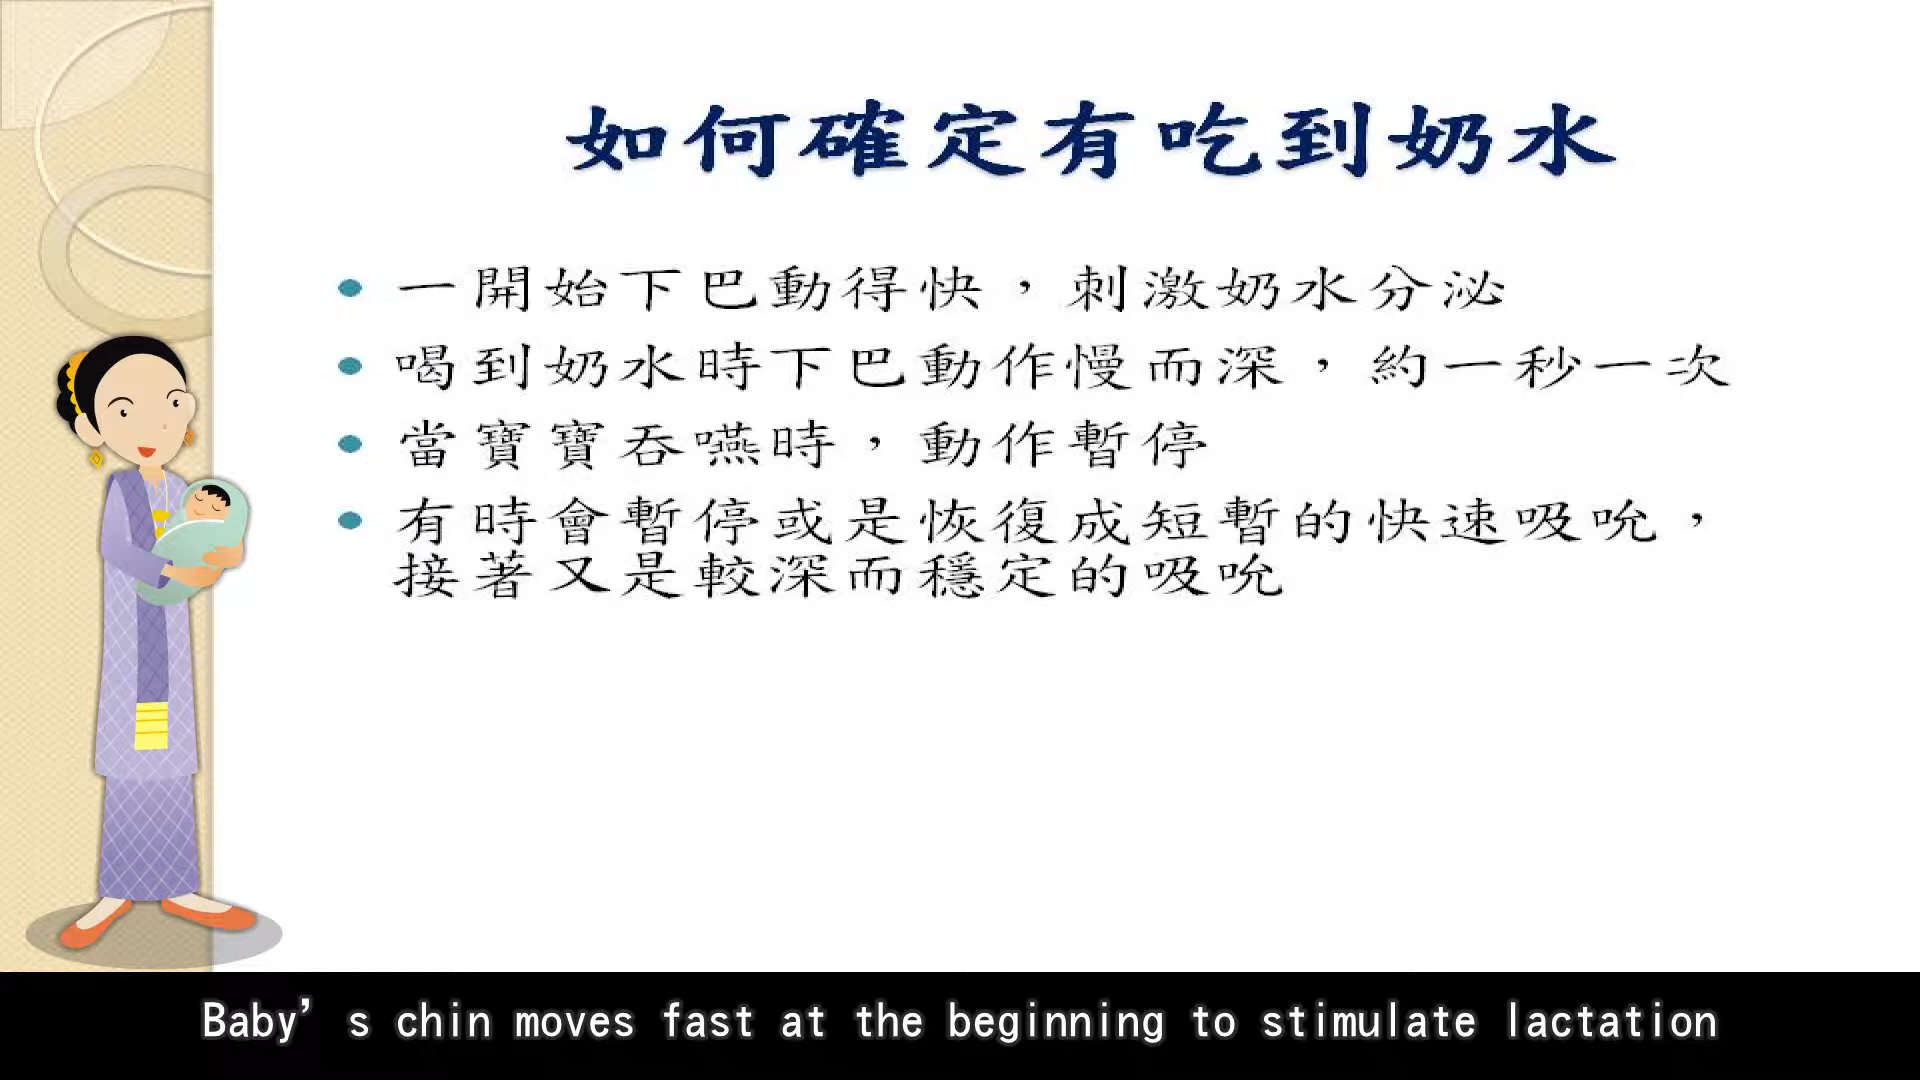 如何確定有吃到奶水
一開始下巴動得快，刺激奶水分泌
喝到奶水時下巴動作慢而深，約一秒一次
當寶寶吞嚥時，動作暫停
有時會暫停或是恢復成短暫的快速吸吮，
接著又是較深而穩定的吸吮
Baby’s chin moves fast at the beginning to stimulate lactation